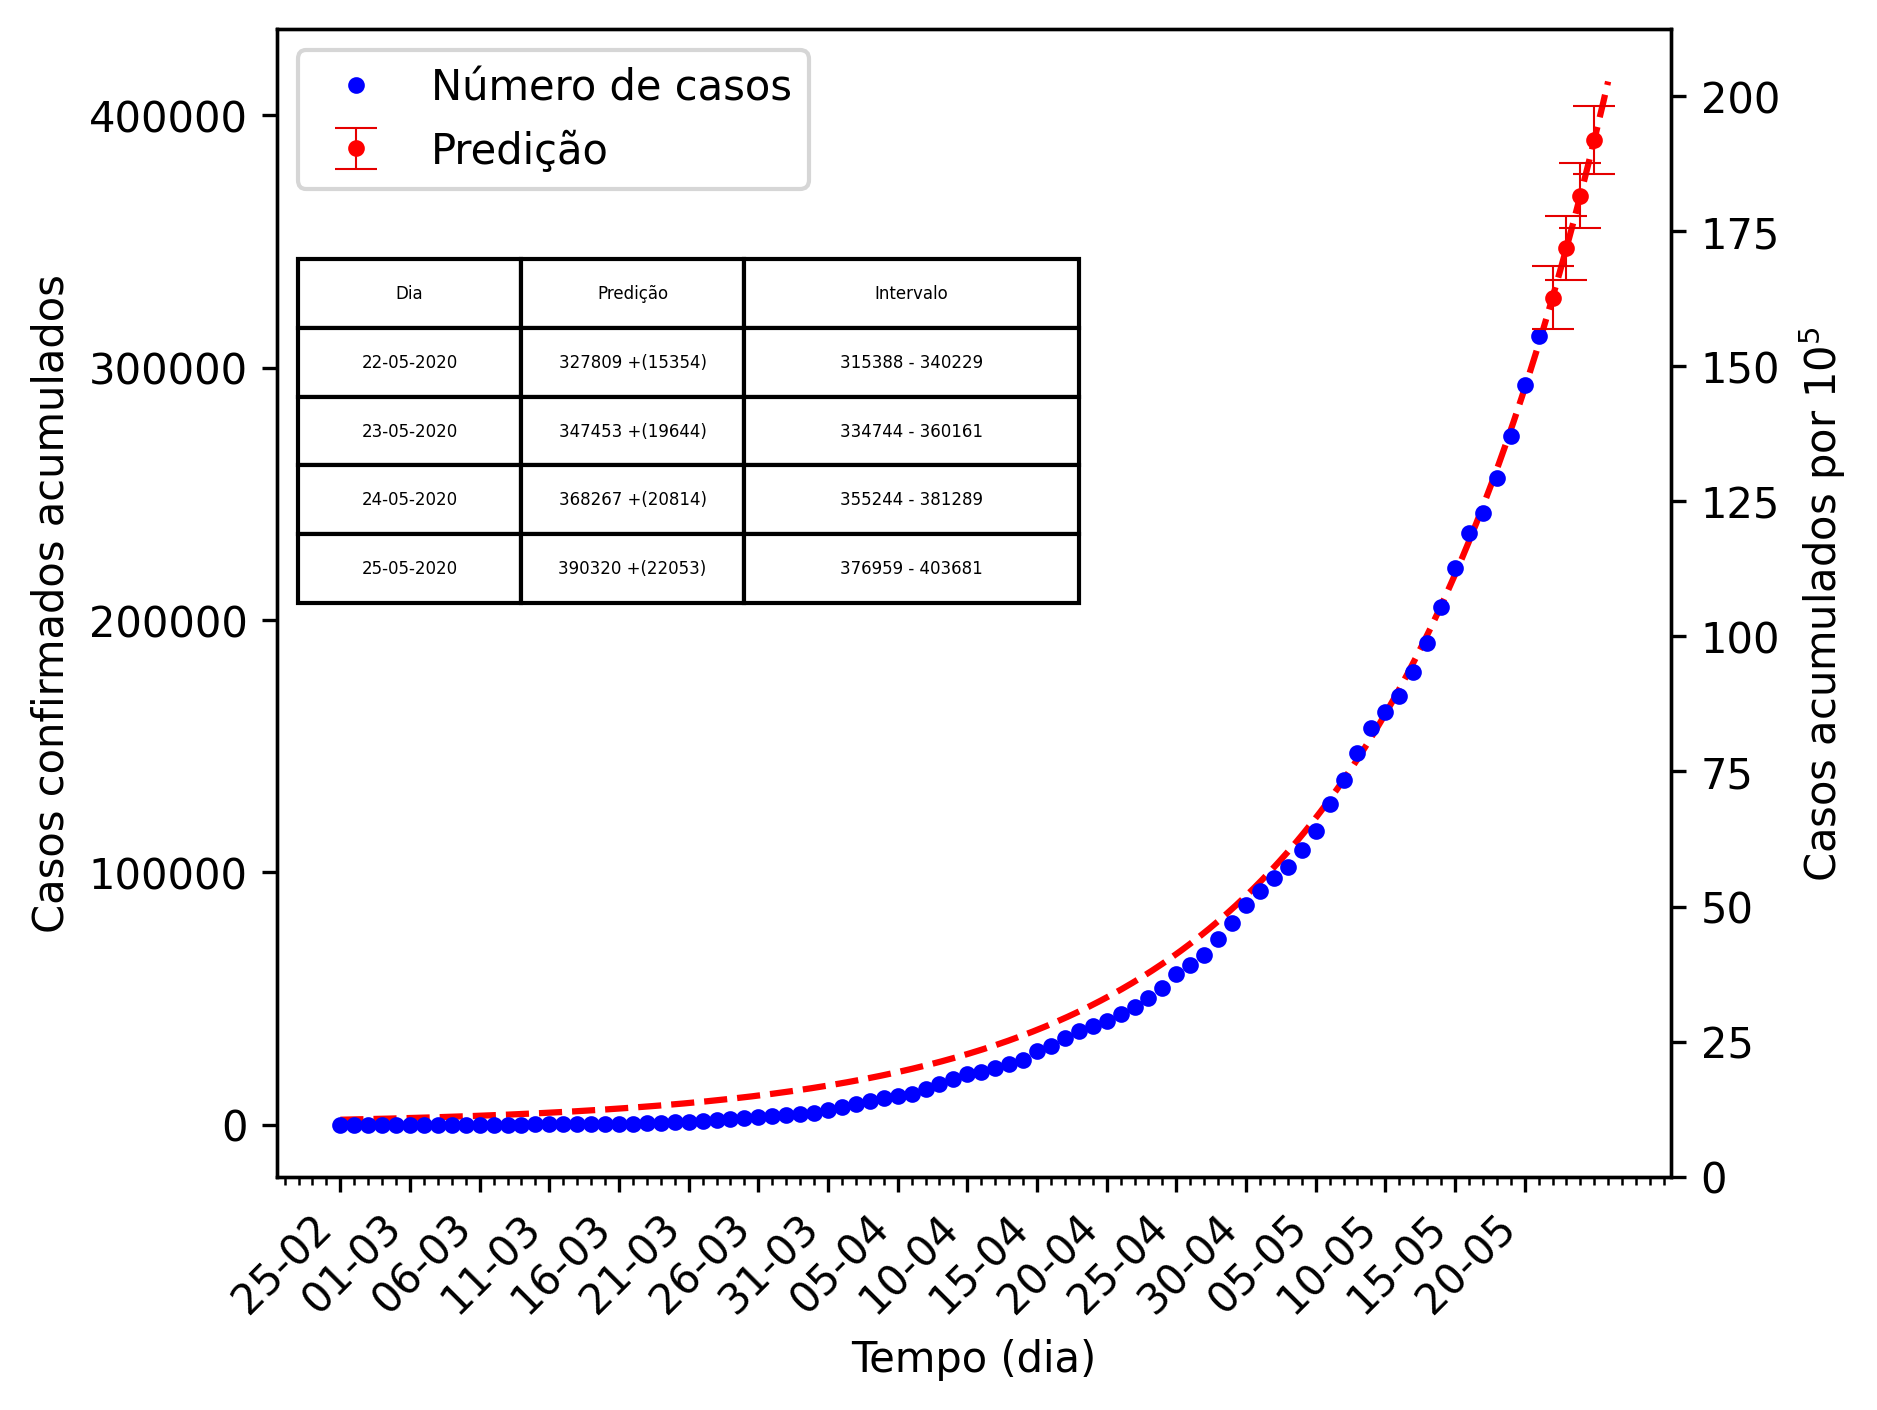 Número de casos
Predição
Dia Predição Intervalo
22-05-2020 327809 +(15354) 315388 - 340229
23-05-2020 347453 +(19644) 334744 - 360161
24-05-2020 368267 +(20814) 355244 - 381289
25-05-2020 390320 +(22053) 376959 - 403681
Casos confirmados acumulados
400000
300000
200000
100000
0
Casos acumulados por 10⁵
200
175
150
125
100
75
50
25
0
25-02 01-03 06-03 11-03 16-03 21-03 26-03 31-03 05-04 10-04 15-04 20-04 25-04 30-04 05-05 10-05 15-05 20-05
Tempo (dia)